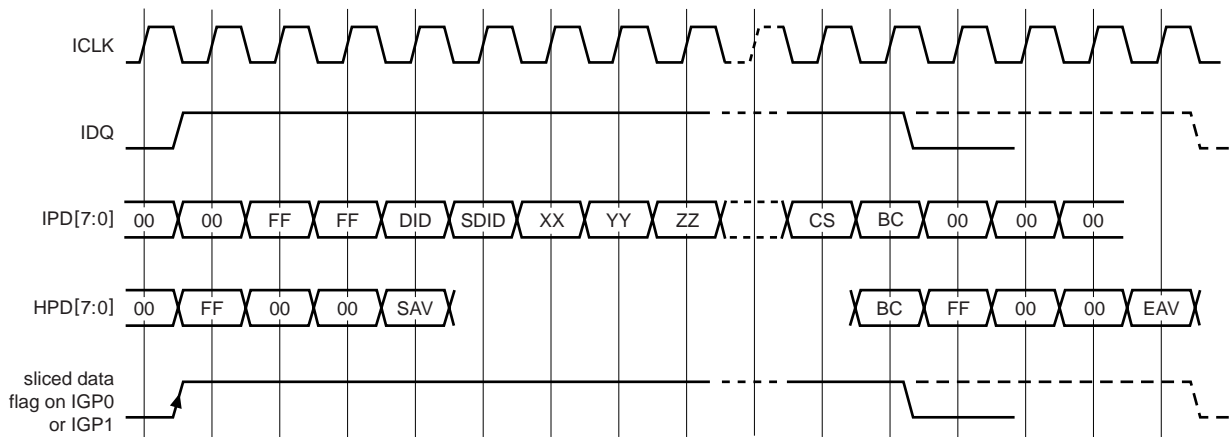 ICLK
IDQ
IPD[7:0] 00 00 FF FF DID SDID XX YY ZZ CS BC 00 00 00
HPD[7:0] 00 FF 00 00 SAV BC FF 00 00 EAV
sliced data
flag on IGP0
or IGP1